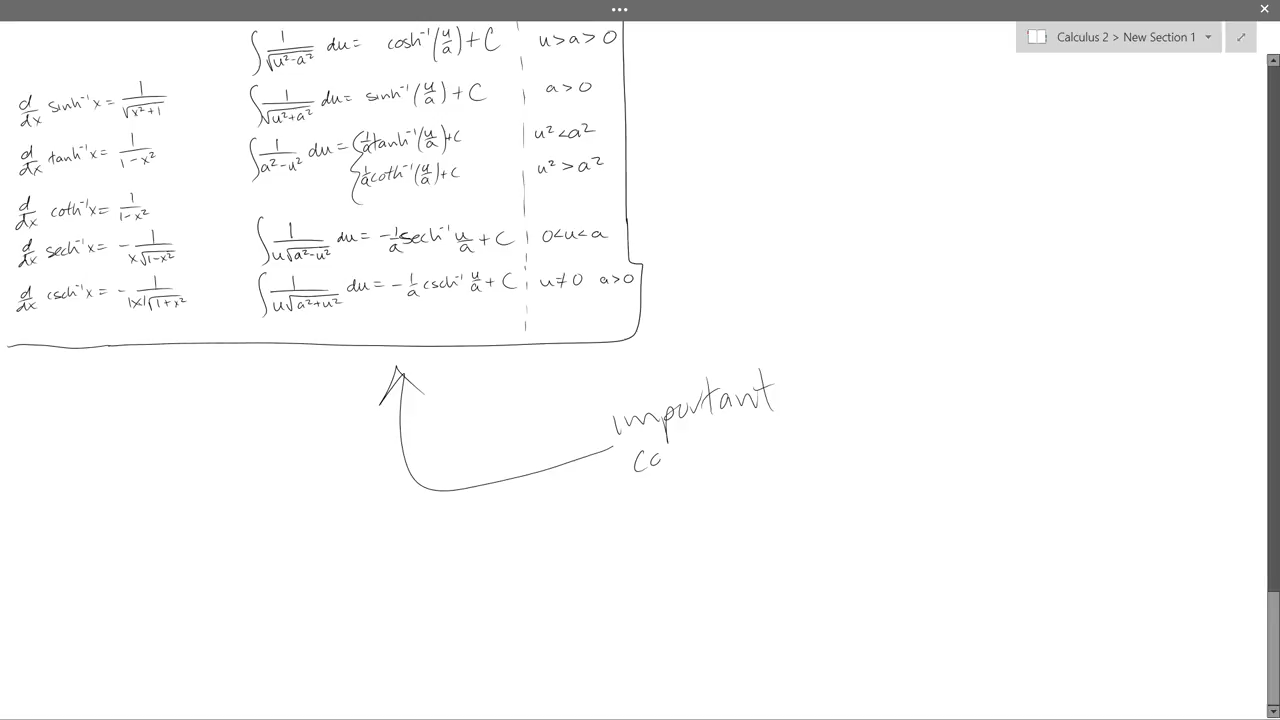 Calculus 2 > New Section 1
∫ 1/√(u²-a²) du = cosh⁻¹(u/a) + C u > a > 0
d/dx sinh⁻¹x = 1/√(x²+1) ∫ 1/√(u²+a²) du = sinh⁻¹(u/a) + C a > 0
d/dx tanh⁻¹x = 1/(1-x²) ∫ 1/(a²-u²) du = { 1/a tanh⁻¹(u/a) + C u² < a²
1/a coth⁻¹(u/a) + C u² > a²
d/dx coth⁻¹x = 1/(1-x²)
d/dx sech⁻¹x = - 1/(x√(1-x²)) ∫ 1/(u√(a²-u²)) du = -1/a sech⁻¹ u/a + C 0 < u < a
d/dx csch⁻¹x = - 1/(|x|√(1+x²)) ∫ 1/(u√(a²+u²)) du = -1/a csch⁻¹ u/a + C u ≠ 0 a > 0
important
co